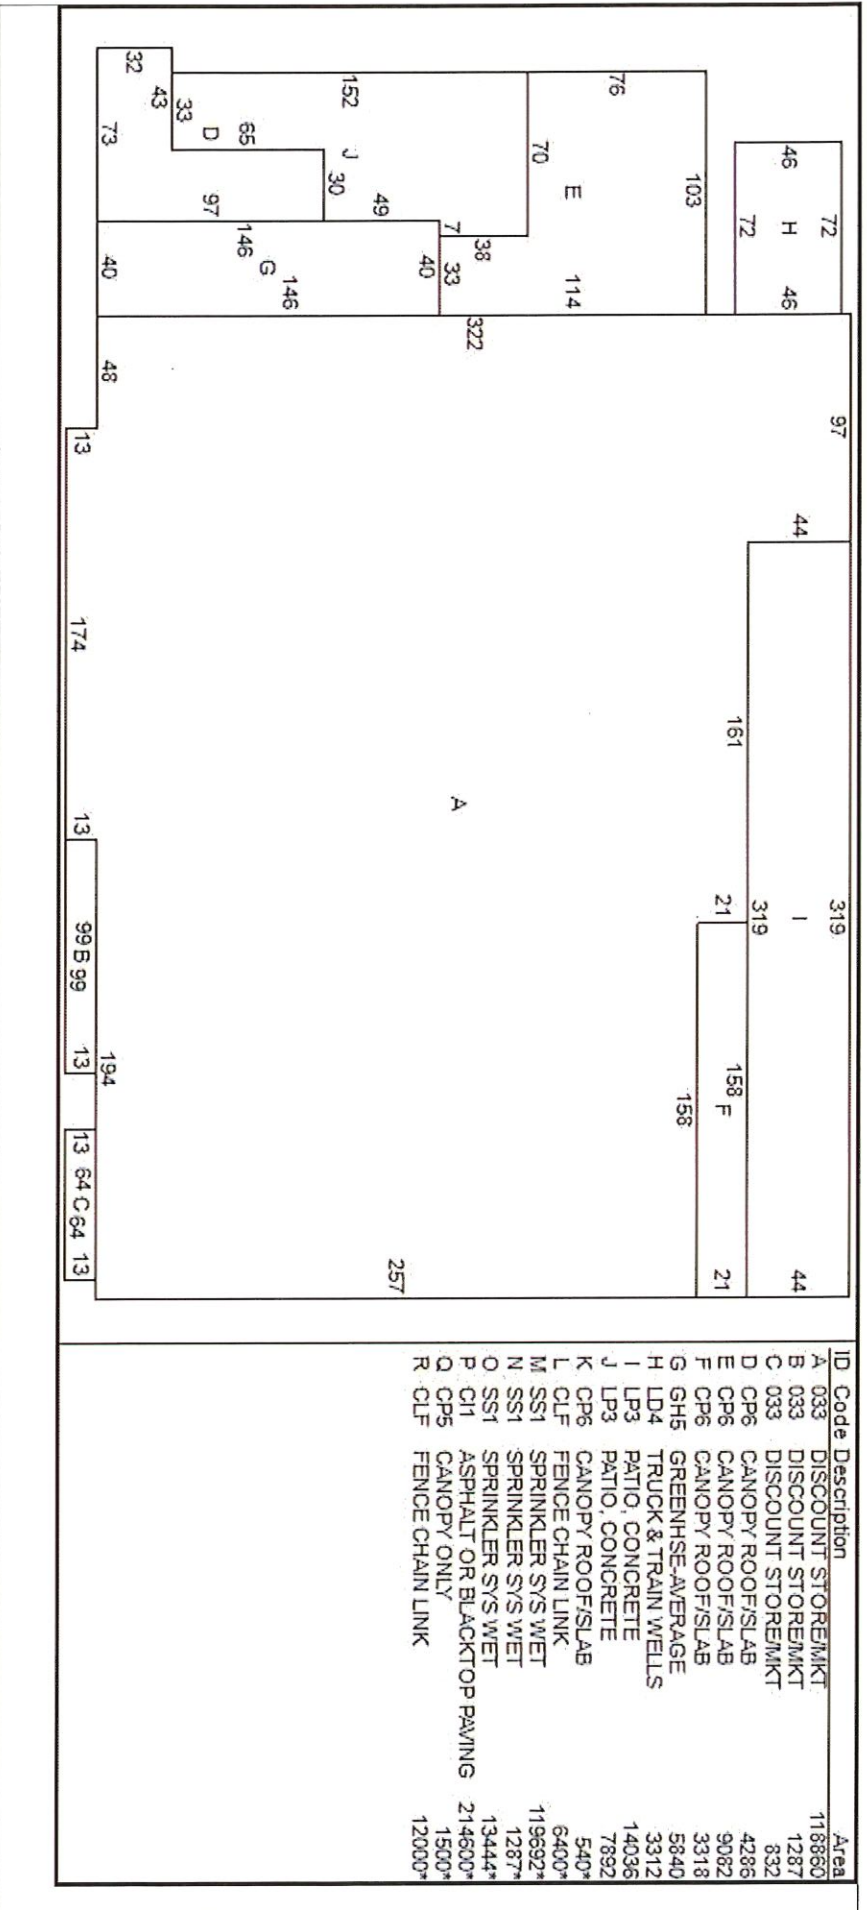 72 97 319
46 H 46 44 I 44
72 319
161 21 158 F 21
103 158
76
E 114
70
38 322
7 33 A
40
257
49
152 J
30
146
G
65 146
D 97
33
43
32
73 40 48 194
13 174 13 99 B 99 13 13 64 C 64 13
ID Code Description Area
A 033 DISCOUNT STORE/MKT 118860
B 033 DISCOUNT STORE/MKT 1287
C 033 DISCOUNT STORE/MKT 832
D CP6 CANOPY ROOF/SLAB 4286
E CP6 CANOPY ROOF/SLAB 9082
F CP6 CANOPY ROOF/SLAB 3318
G GH5 GREENHSE-AVERAGE 5840
H LD4 TRUCK & TRAIN WELLS 3312
I LP3 PATIO, CONCRETE 14036
J LP3 PATIO, CONCRETE 7892
K CP6 CANOPY ROOF/SLAB 540*
L CLF FENCE CHAIN LINK 6400*
M SS1 SPRINKLER SYS WET 119692*
N SS1 SPRINKLER SYS WET 1287*
O SS1 SPRINKLER SYS WET 13444*
P CI1 ASPHALT OR BLACKTOP PAVING 214600*
Q CP5 CANOPY ONLY 1500*
R CLF FENCE CHAIN LINK 12000*